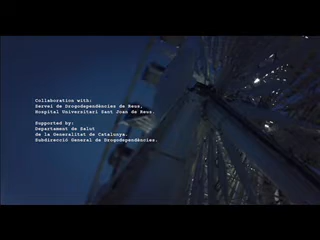 Collaboration with:
Servei de Drogodependències de Reus.
Hospital Universitari Sant Joan de Reus.
Supported by:
Departament de Salut
de la Generalitat de Catalunya.
Subdirecció General de Drogodependències.